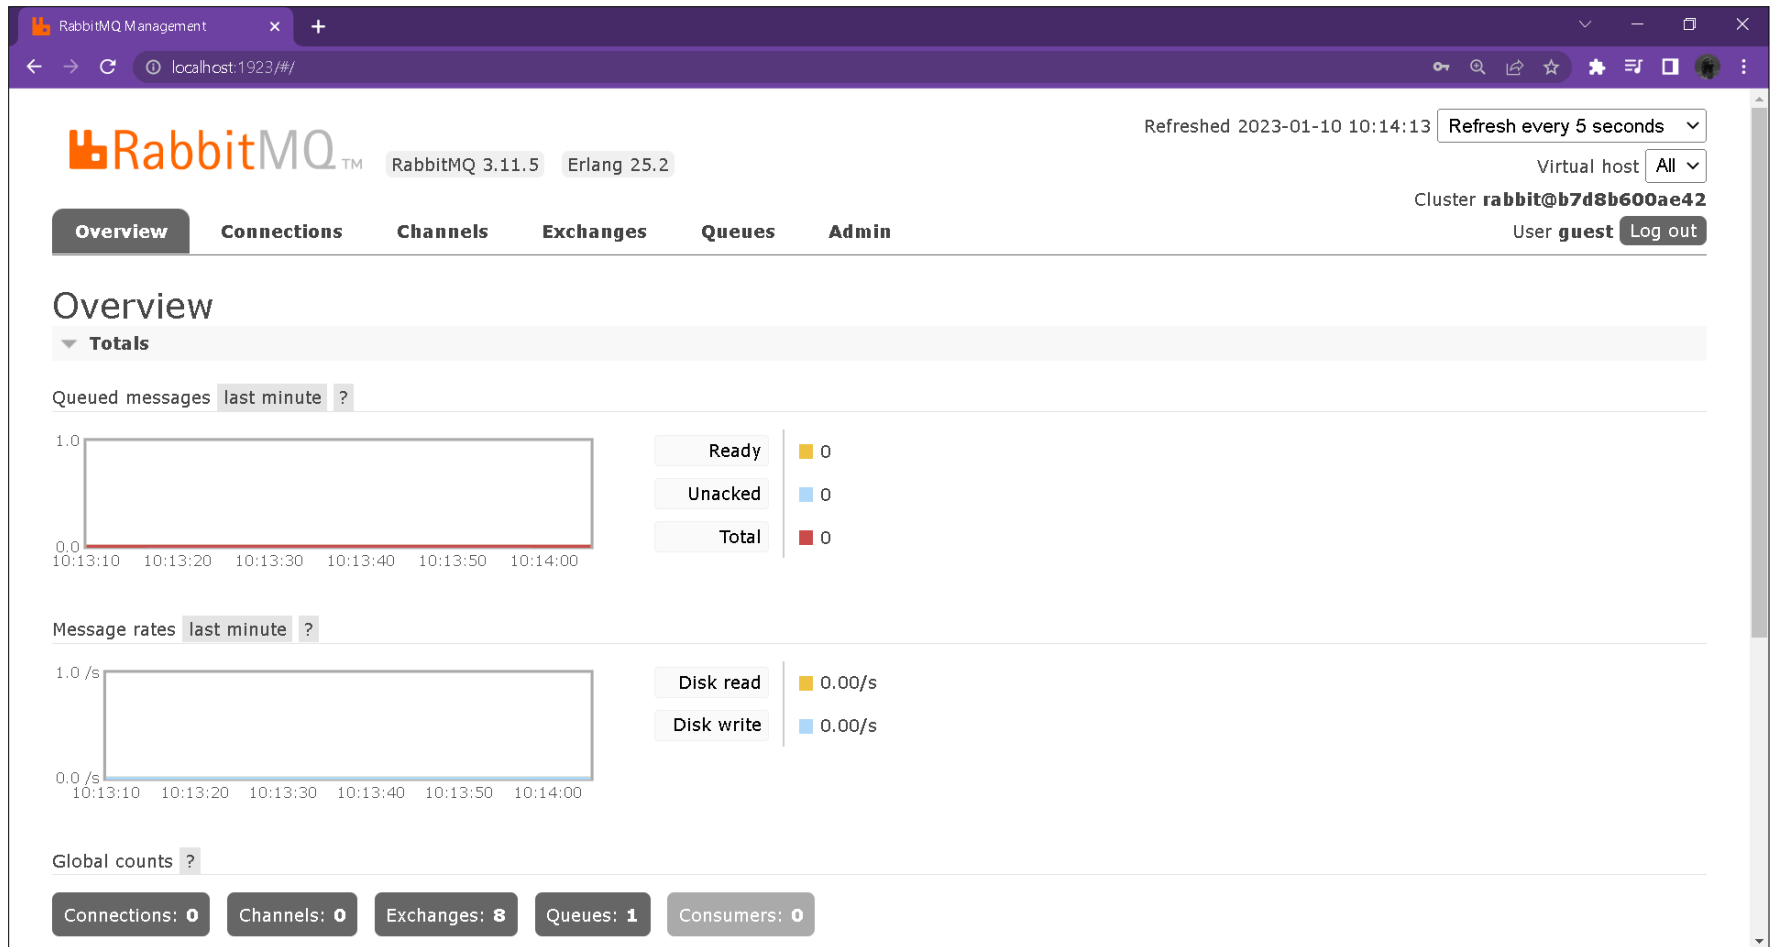 RabbitMQ Management
localhost:1923/#/
RabbitMQ TM RabbitMQ 3.11.5 Erlang 25.2
Refreshed 2023-01-10 10:14:13 Refresh every 5 seconds
Virtual host All
Cluster rabbit@b7d8b600ae42
User guest Log out
Overview Connections Channels Exchanges Queues Admin
Overview
Totals
Queued messages last minute ?
1.0
0.0
10:13:10 10:13:20 10:13:30 10:13:40 10:13:50 10:14:00
Ready 0
Unacked 0
Total 0
Message rates last minute ?
1.0 /s
0.0 /s
10:13:10 10:13:20 10:13:30 10:13:40 10:13:50 10:14:00
Disk read 0.00/s
Disk write 0.00/s
Global counts ?
Connections: 0 Channels: 0 Exchanges: 8 Queues: 1 Consumers: 0